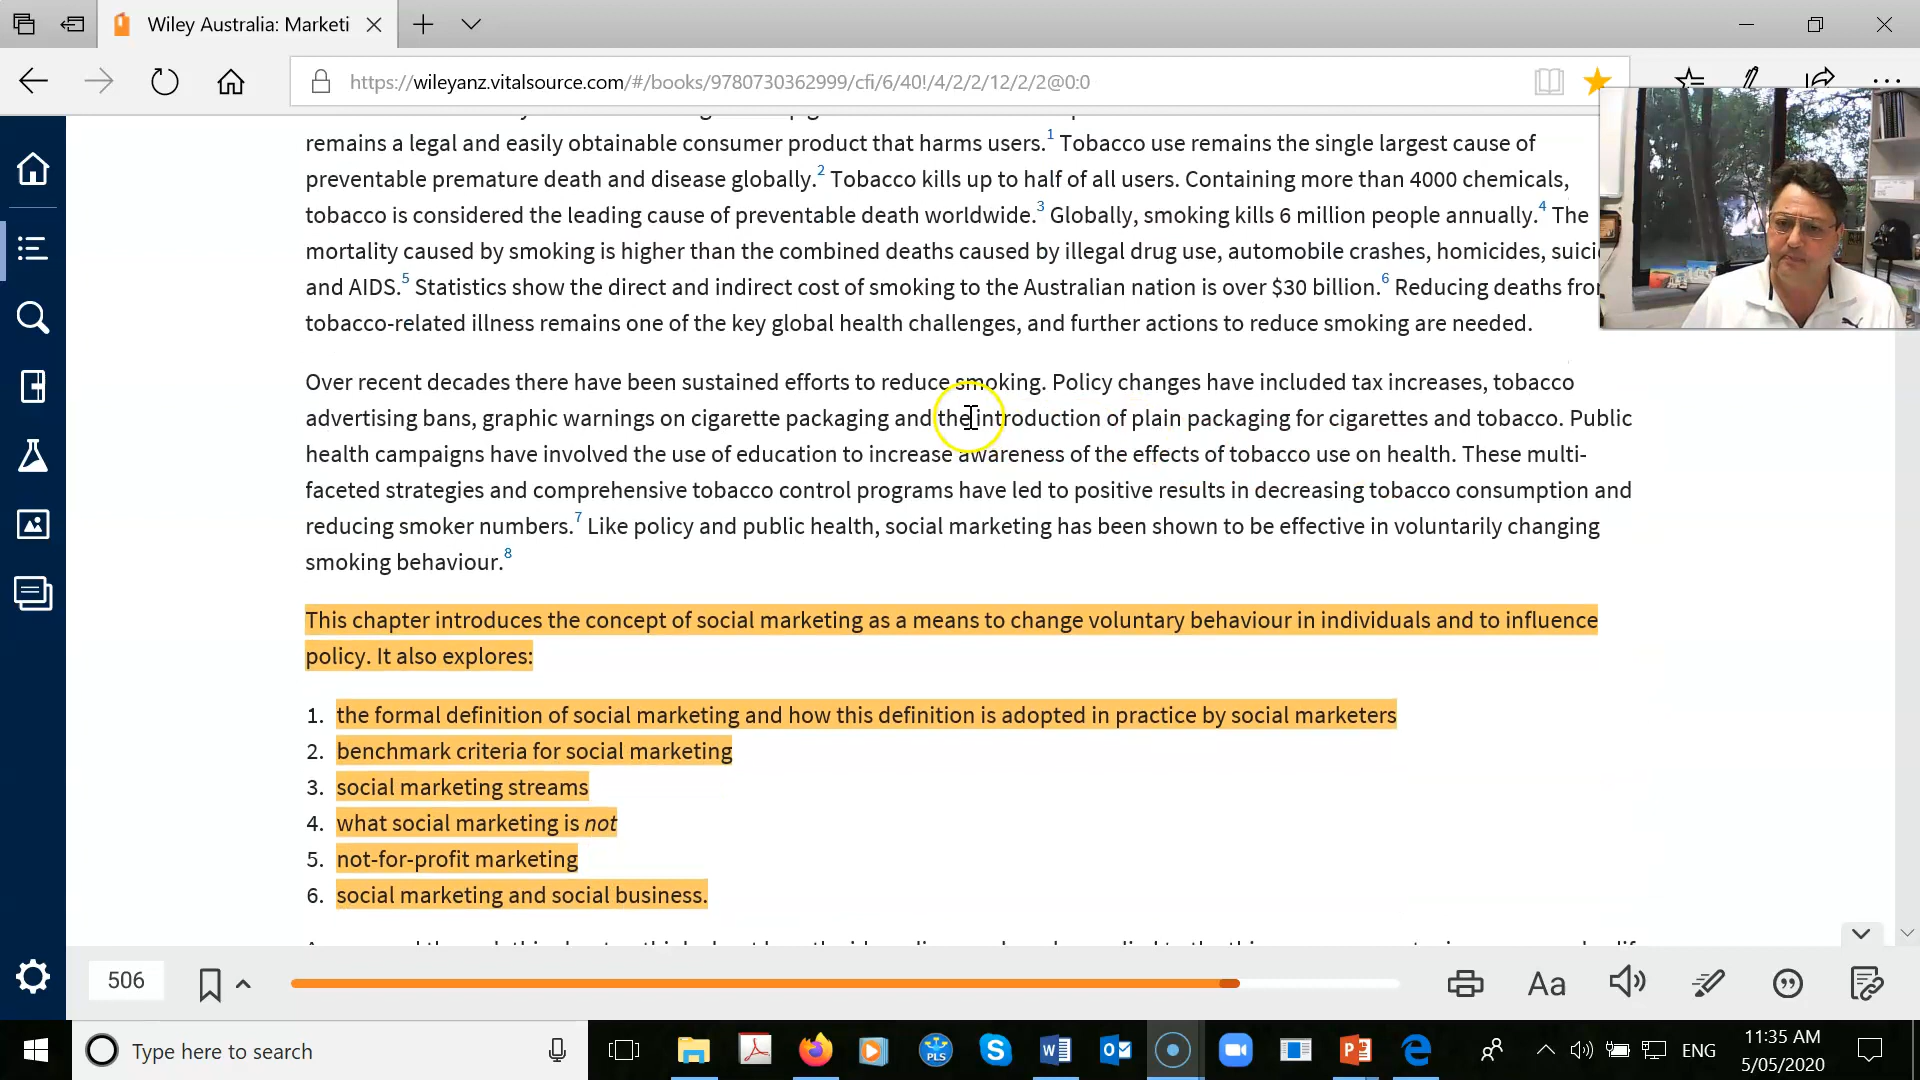 Wiley Australia: Marketi
https://wileyanz.vitalsource.com/#/books/9780730362999/cfi/6/40!/4/2/2/12/2/2@0:0
remains a legal and easily obtainable consumer product that harms users.1 Tobacco use remains the single largest cause of
preventable premature death and disease globally.2 Tobacco kills up to half of all users. Containing more than 4000 chemicals,
tobacco is considered the leading cause of preventable death worldwide.3 Globally, smoking kills 6 million people annually.4 The
mortality caused by smoking is higher than the combined deaths caused by illegal drug use, automobile crashes, homicides, suici
and AIDS.5 Statistics show the direct and indirect cost of smoking to the Australian nation is over $30 billion.6 Reducing deaths fro
tobacco-related illness remains one of the key global health challenges, and further actions to reduce smoking are needed.
Over recent decades there have been sustained efforts to reduce smoking. Policy changes have included tax increases, tobacco
advertising bans, graphic warnings on cigarette packaging and the introduction of plain packaging for cigarettes and tobacco. Public
health campaigns have involved the use of education to increase awareness of the effects of tobacco use on health. These multi-
faceted strategies and comprehensive tobacco control programs have led to positive results in decreasing tobacco consumption and
reducing smoker numbers.7 Like policy and public health, social marketing has been shown to be effective in voluntarily changing
smoking behaviour.8
This chapter introduces the concept of social marketing as a means to change voluntary behaviour in individuals and to influence
policy. It also explores:
1. the formal definition of social marketing and how this definition is adopted in practice by social marketers
2. benchmark criteria for social marketing
3. social marketing streams
4. what social marketing is not
5. not-for-profit marketing
6. social marketing and social business.
506
Aa
Type here to search
PLS
ENG
11:35 AM
5/05/2020